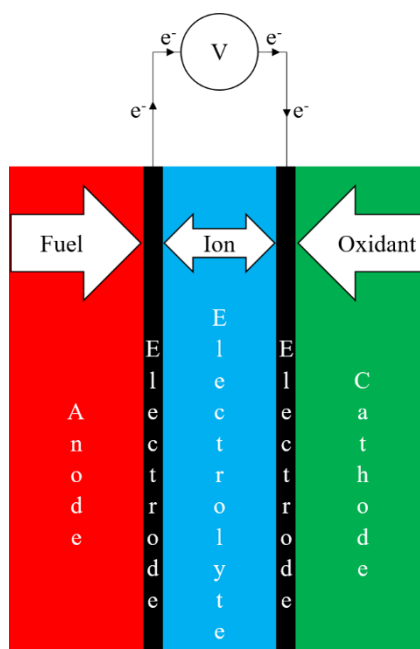 V
e-
e-
e-
e-
Fuel
Ion
Oxidant
Anode
Electrode
Electrolyte
Electrode
Cathode